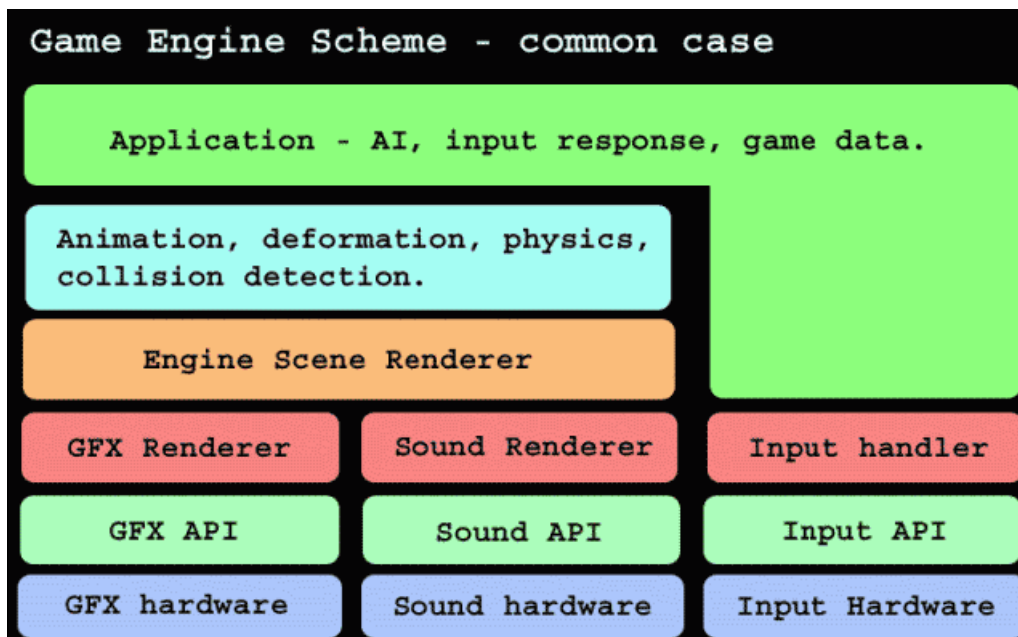 Game Engine Scheme - common case
Application - AI, input response, game data.
Animation, deformation, physics,
collision detection.
Engine Scene Renderer
GFX Renderer
Sound Renderer
Input handler
GFX API
Sound API
Input API
GFX hardware
Sound hardware
Input Hardware